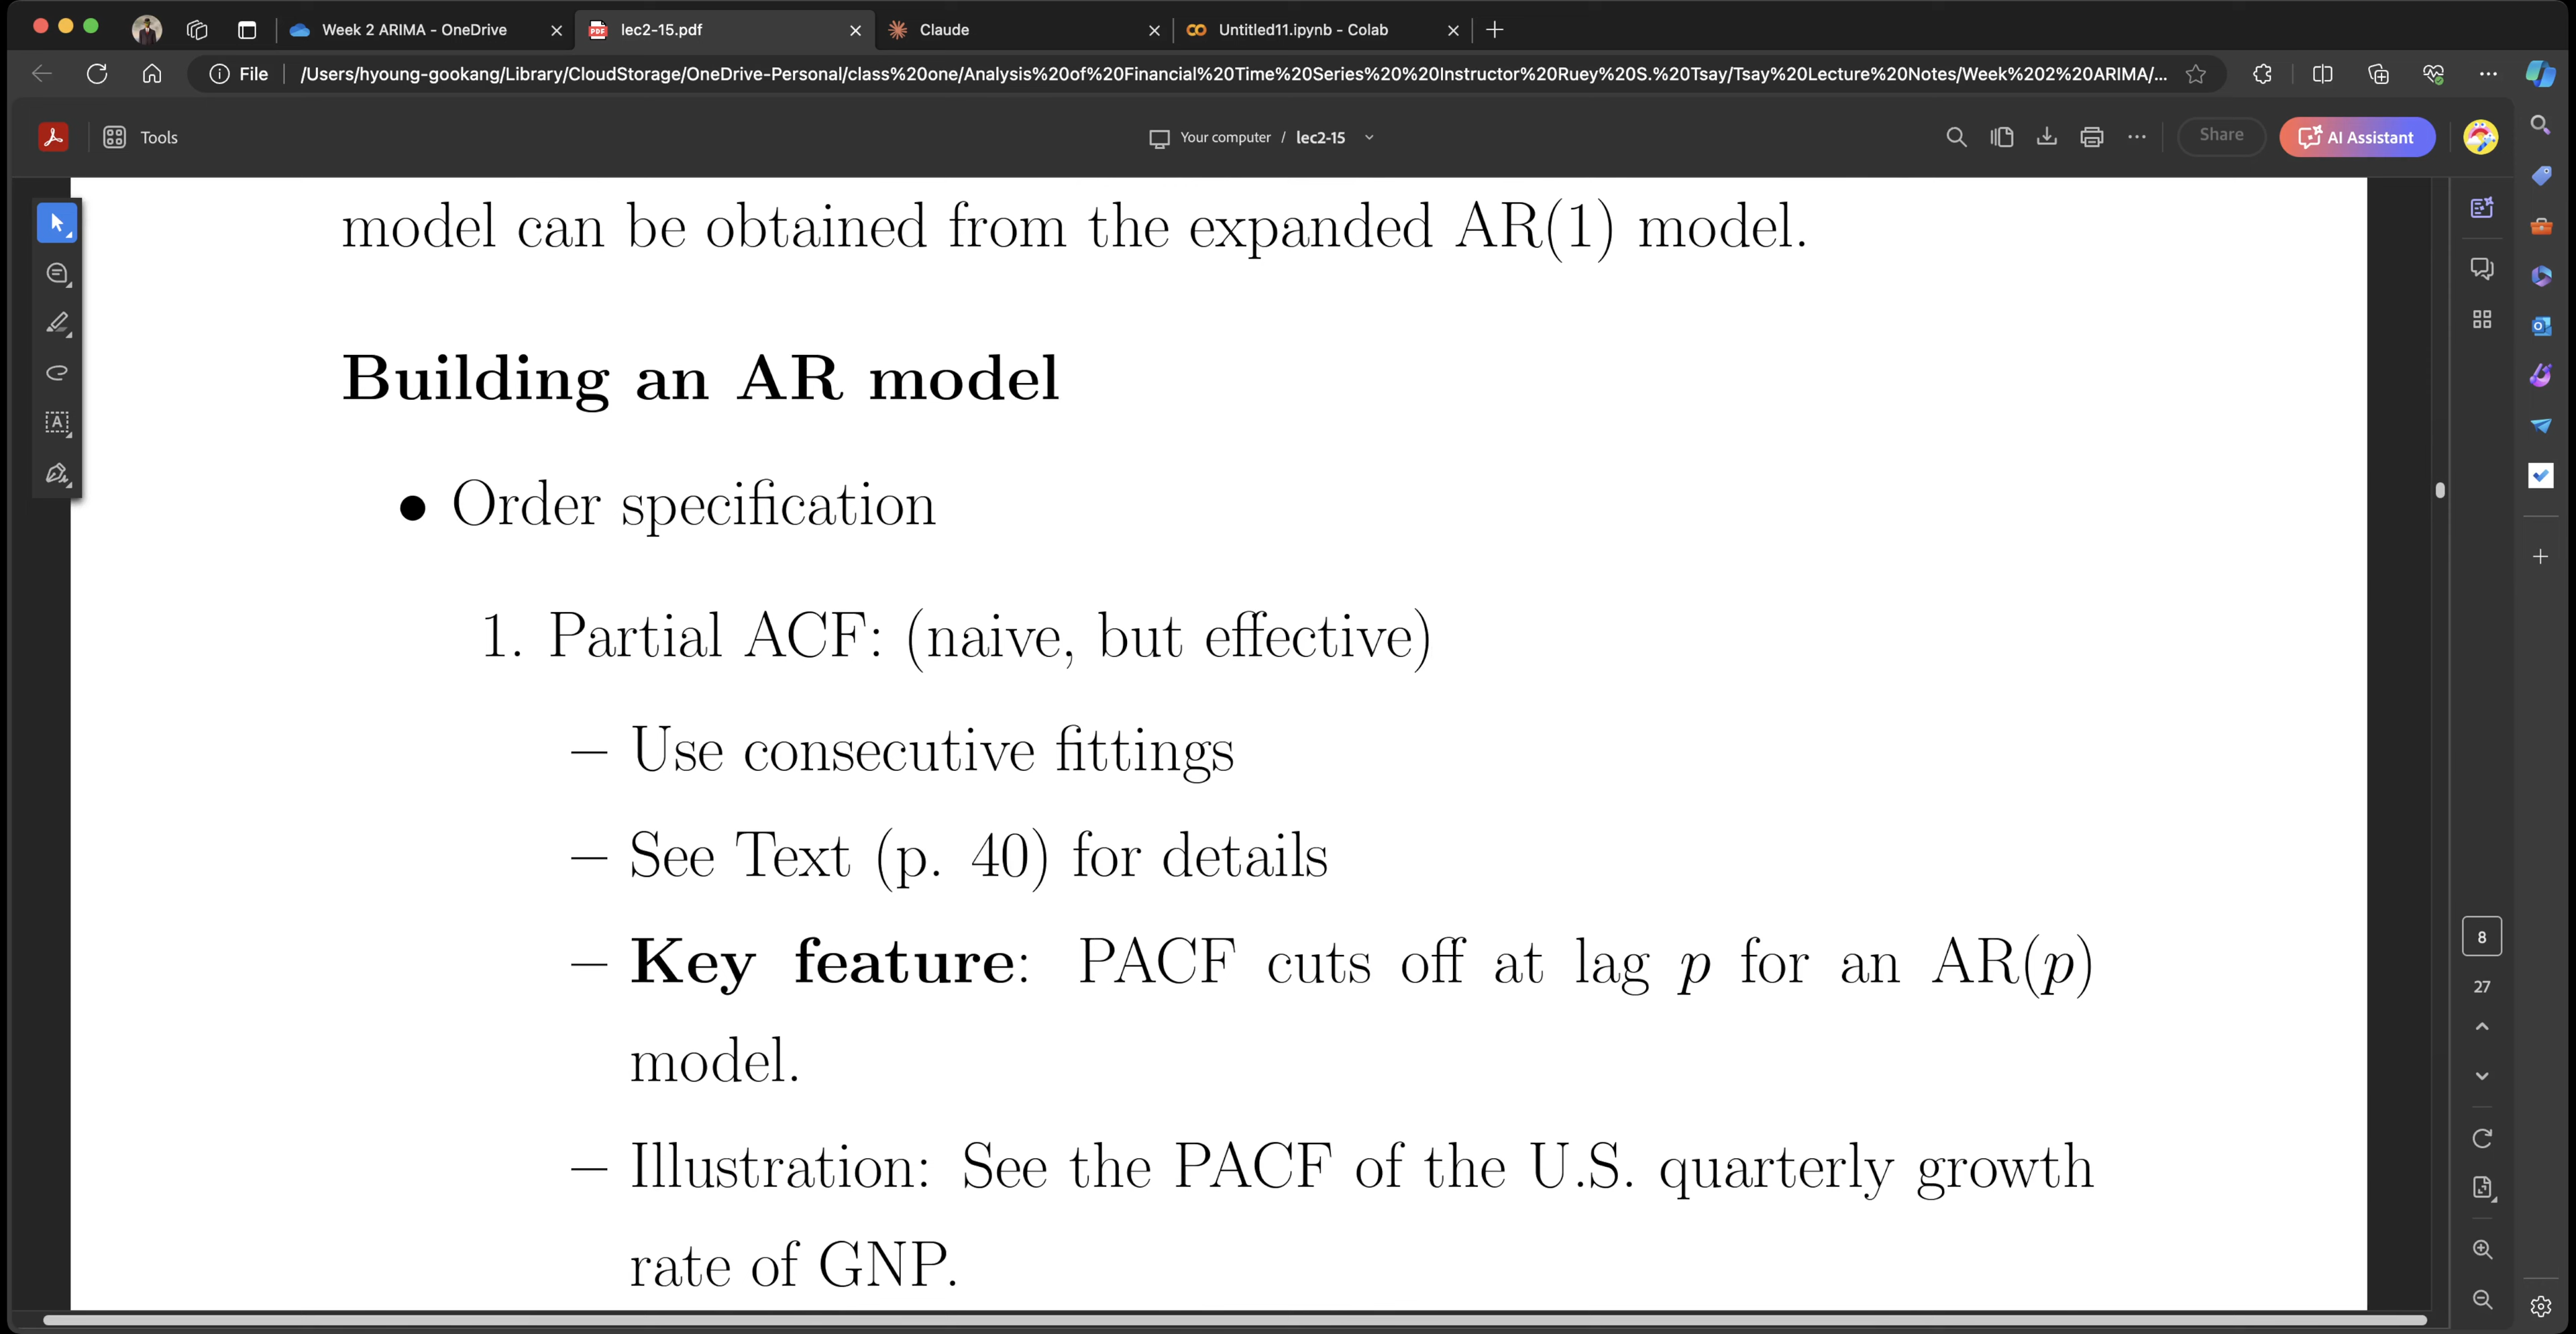 Week 2 ARIMA - OneDrive
lec2-15.pdf
Claude
Untitled11.ipynb - Colab
File
/Users/hyoung-gookang/Library/CloudStorage/OneDrive-Personal/class%20one/Analysis%20of%20Financial%20Time%20Series%20%20Instructor%20Ruey%20S.%20Tsay/Tsay%20Lecture%20Notes/Week%202%20ARIMA/...
Tools
Your computer / lec2-15
Share
AI Assistant
model can be obtained from the expanded AR(1) model.
Building an AR model
• Order specification
1. Partial ACF: (naive, but effective)
– Use consecutive fittings
– See Text (p. 40) for details
– Key feature: PACF cuts off at lag p for an AR(p)
model.
– Illustration: See the PACF of the U.S. quarterly growth
rate of GNP.
8
27